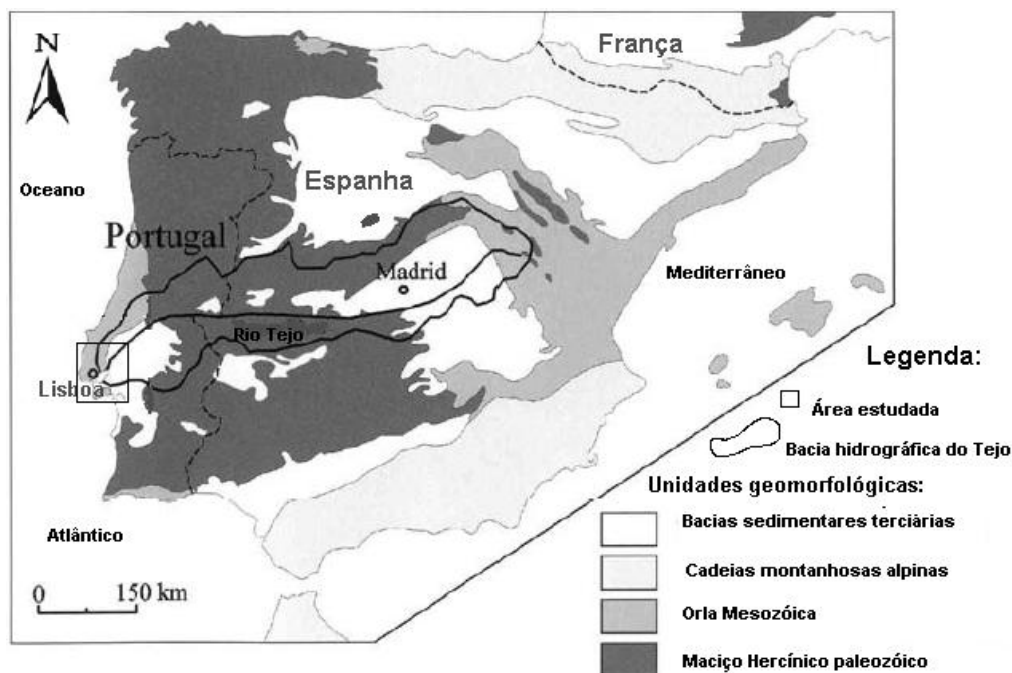 N
França
Oceano
Espanha
Portugal
Madrid
Mediterrâneo
Rio Tejo
Lisboa
Atlântico
0 150 km
Legenda:
Área estudada
Bacia hidrográfica do Tejo
Unidades geomorfológicas:
Bacias sedimentares terciárias
Cadeias montanhosas alpinas
Orla Mesozóica
Maciço Hercínico paleozóico